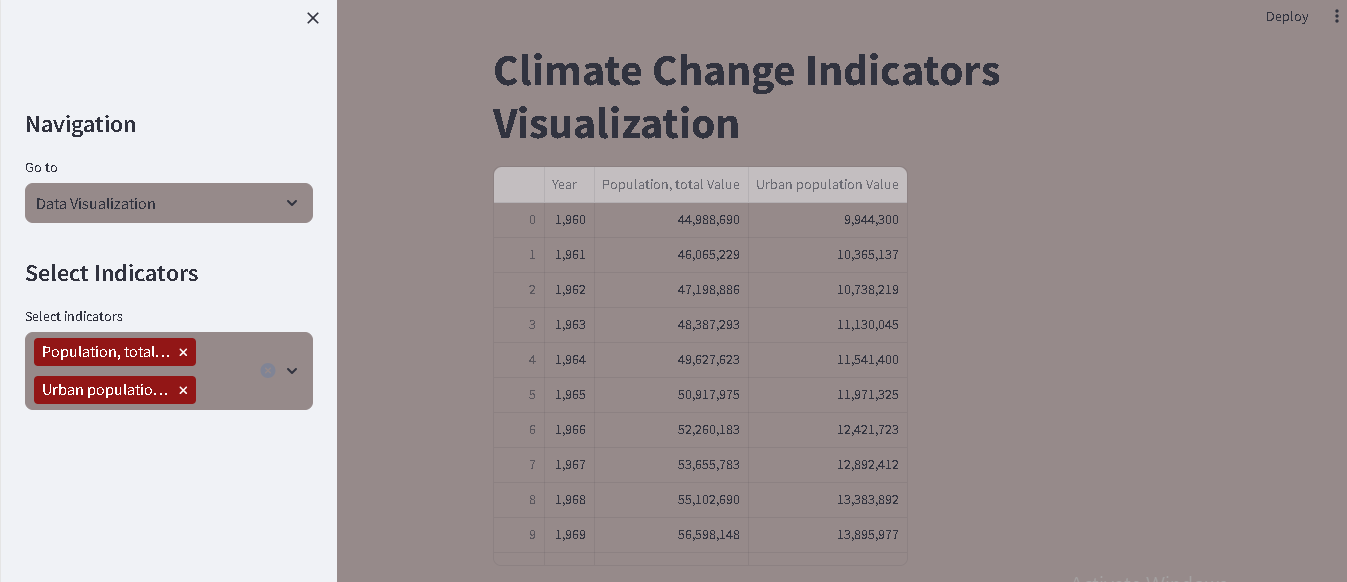 Deploy
Navigation
Go to
Data Visualization
Select Indicators
Select indicators
Population, total...
Urban populatio...
Climate Change Indicators
Visualization
Year Population, total Value Urban population Value
0 1,960 44,988,690 9,944,300
1 1,961 46,065,229 10,365,137
2 1,962 47,198,886 10,738,219
3 1,963 48,387,293 11,130,045
4 1,964 49,627,623 11,541,400
5 1,965 50,917,975 11,971,325
6 1,966 52,260,183 12,421,723
7 1,967 53,655,783 12,892,412
8 1,968 55,102,690 13,383,892
9 1,969 56,598,148 13,895,977
Activate Windows